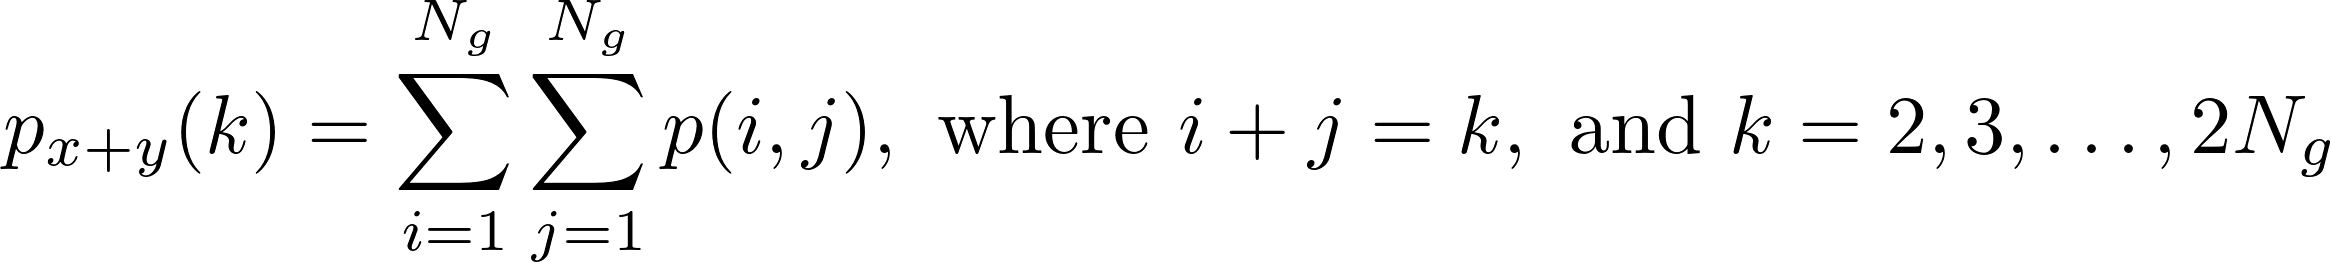 p_{x+y}(k) = \sum_{i=1}^{N_g} \sum_{j=1}^{N_g} p(i, j), where i + j = k, and k = 2, 3, . . . , 2N_g